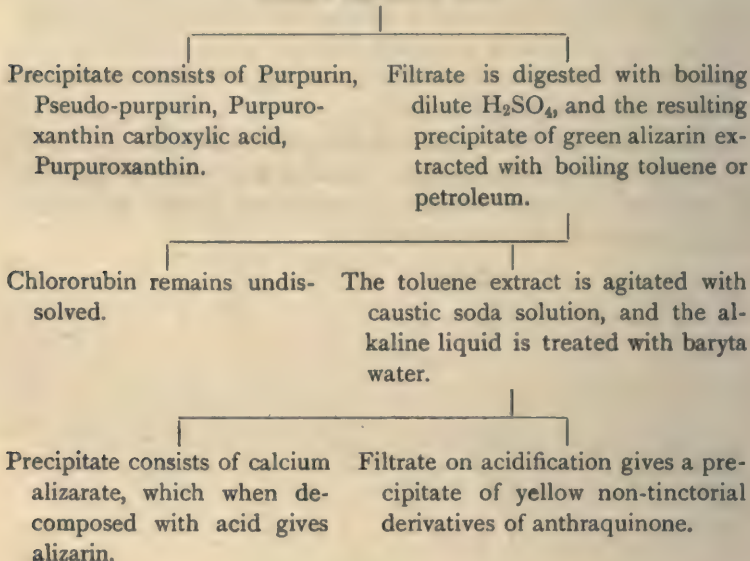 Precipitate consists of Purpurin,
Pseudo-purpurin, Purpuro-
xanthin carboxylic acid,
Purpuroxanthin.
Filtrate is digested with boiling
dilute H₂SO₄, and the resulting
precipitate of green alizarin ex-
tracted with boiling toluene or
petroleum.
Chlororubin remains undis-
solved.
The toluene extract is agitated with
caustic soda solution, and the al-
kaline liquid is treated with baryta
water.
Precipitate consists of calcium
alizarate, which when de-
composed with acid gives
alizarin.
Filtrate on acidification gives a pre-
cipitate of yellow non-tinctorial
derivatives of anthraquinone.